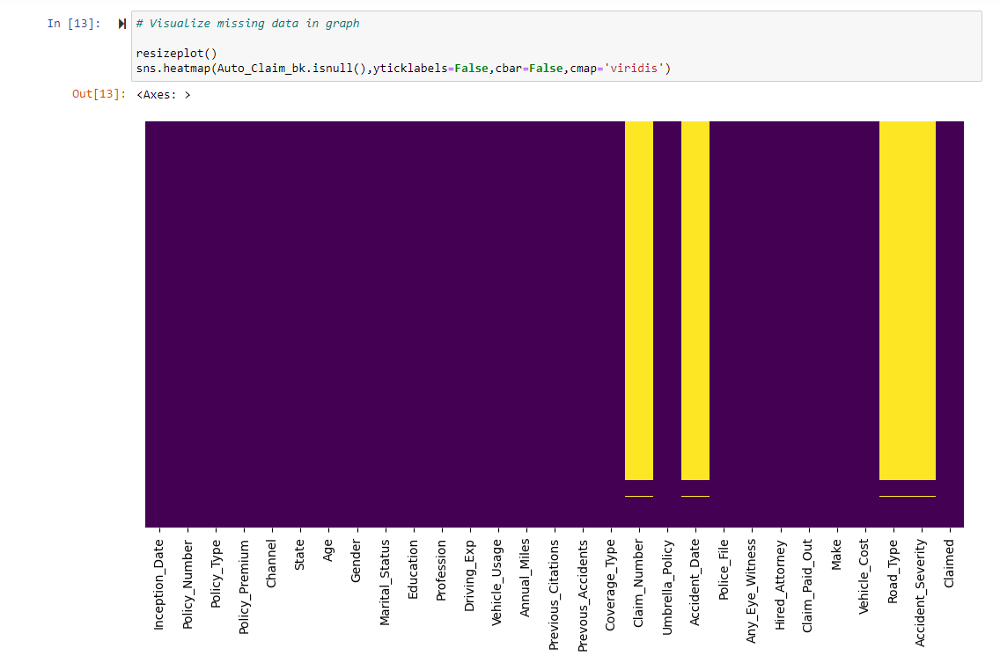 In [13]:
# Visualize missing data in graph
resizeplot()
sns.heatmap(Auto_Claim_bk.isnull(),yticklabels=False,cbar=False,cmap='viridis')
Out[13]: <Axes: >
Inception_Date
Policy_Number
Policy_Type
Policy_Premium
Channel
State
Age
Gender
Marital_Status
Education
Profession
Driving_Exp
Vehicle_Usage
Annual_Miles
Previous_Citations
Prevous_Accidents
Coverage_Type
Claim_Number
Umbrella_Policy
Accident_Date
Police_File
Any_Eye_Witness
Hired_Attorney
Claim_Paid_Out
Make
Vehicle_Cost
Road_Type
Accident_Severity
Claimed